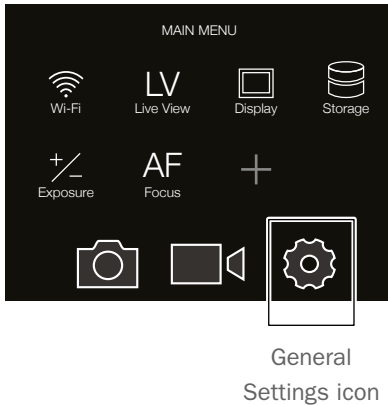 MAIN MENU
LV
Wi-Fi
Live View
Display
Storage
+/−
AF
Exposure
Focus
+
General
Settings icon